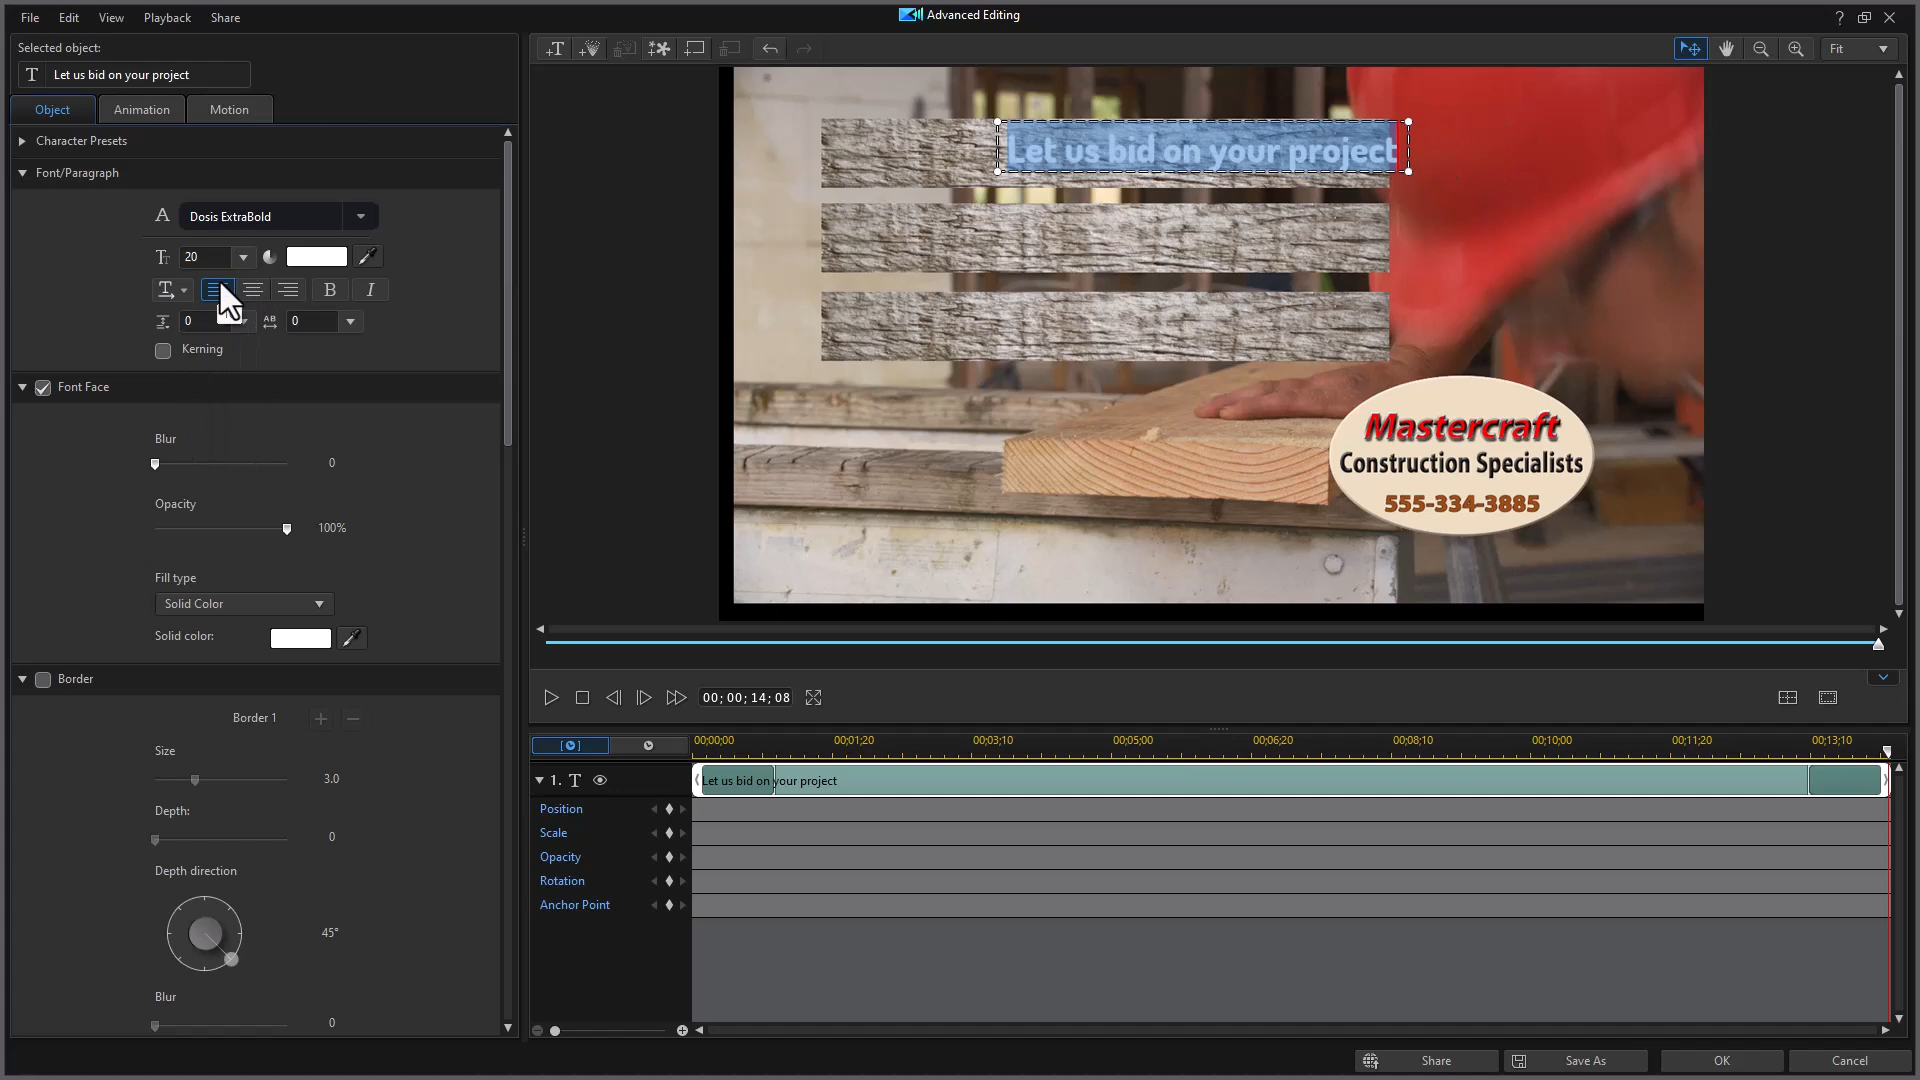 File Edit View Playback Share
Advanced Editing
?
Selected object:
T Let us bid on your project
Object Animation Motion
Character Presets
Font/Paragraph
A Dosis ExtraBold
20
B I
0 0
Kerning
Font Face
Blur
0
Opacity
100%
Fill type
Solid Color
Solid color:
Border
Border 1
Size
3.0
Depth:
0
Depth direction
45°
Blur
0
Fit
Let us bid on your project
Mastercraft
Construction Specialists
555-334-3885
00;00;14;08
00;00;00 00;01;20 00;03;10 00;05;00 00;06;20 00;08;10 00;10;00 00;11;20 00;13;10
1. T Let us bid on your project
Position
Scale
Opacity
Rotation
Anchor Point
Share Save As OK Cancel